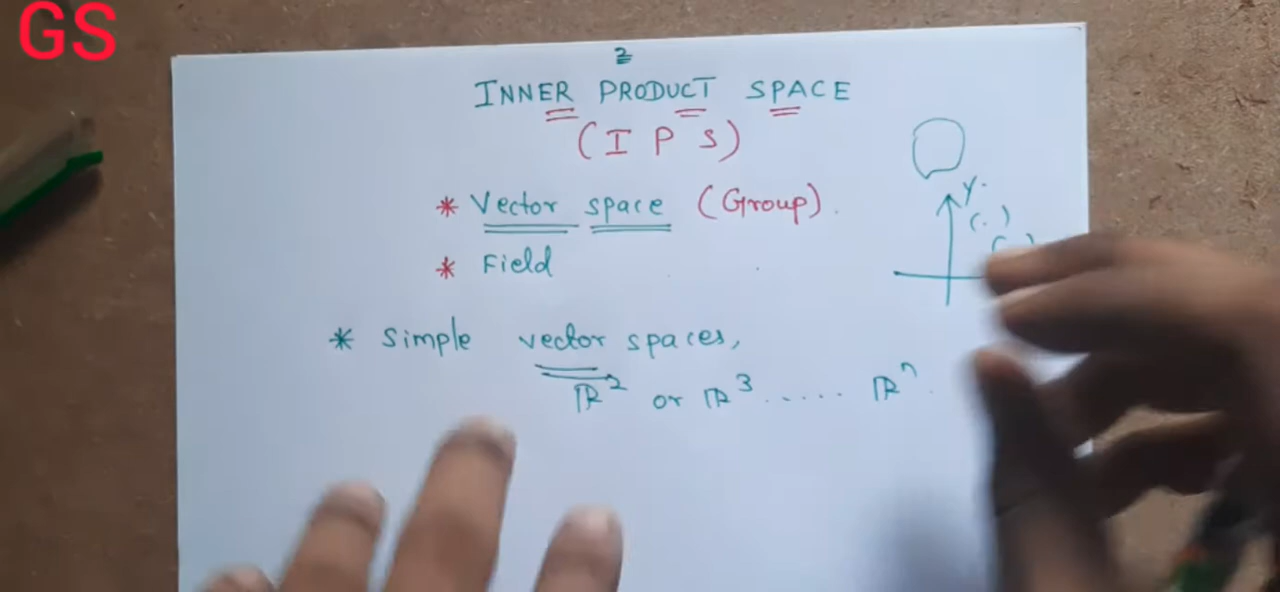 GS
2
INNER PRODUCT SPACE
(I P S)
* Vector space (Group).
* Field
y.
(.)
* Simple vector spaces,
ℝ² or ℝ³ ..... ℝⁿ.